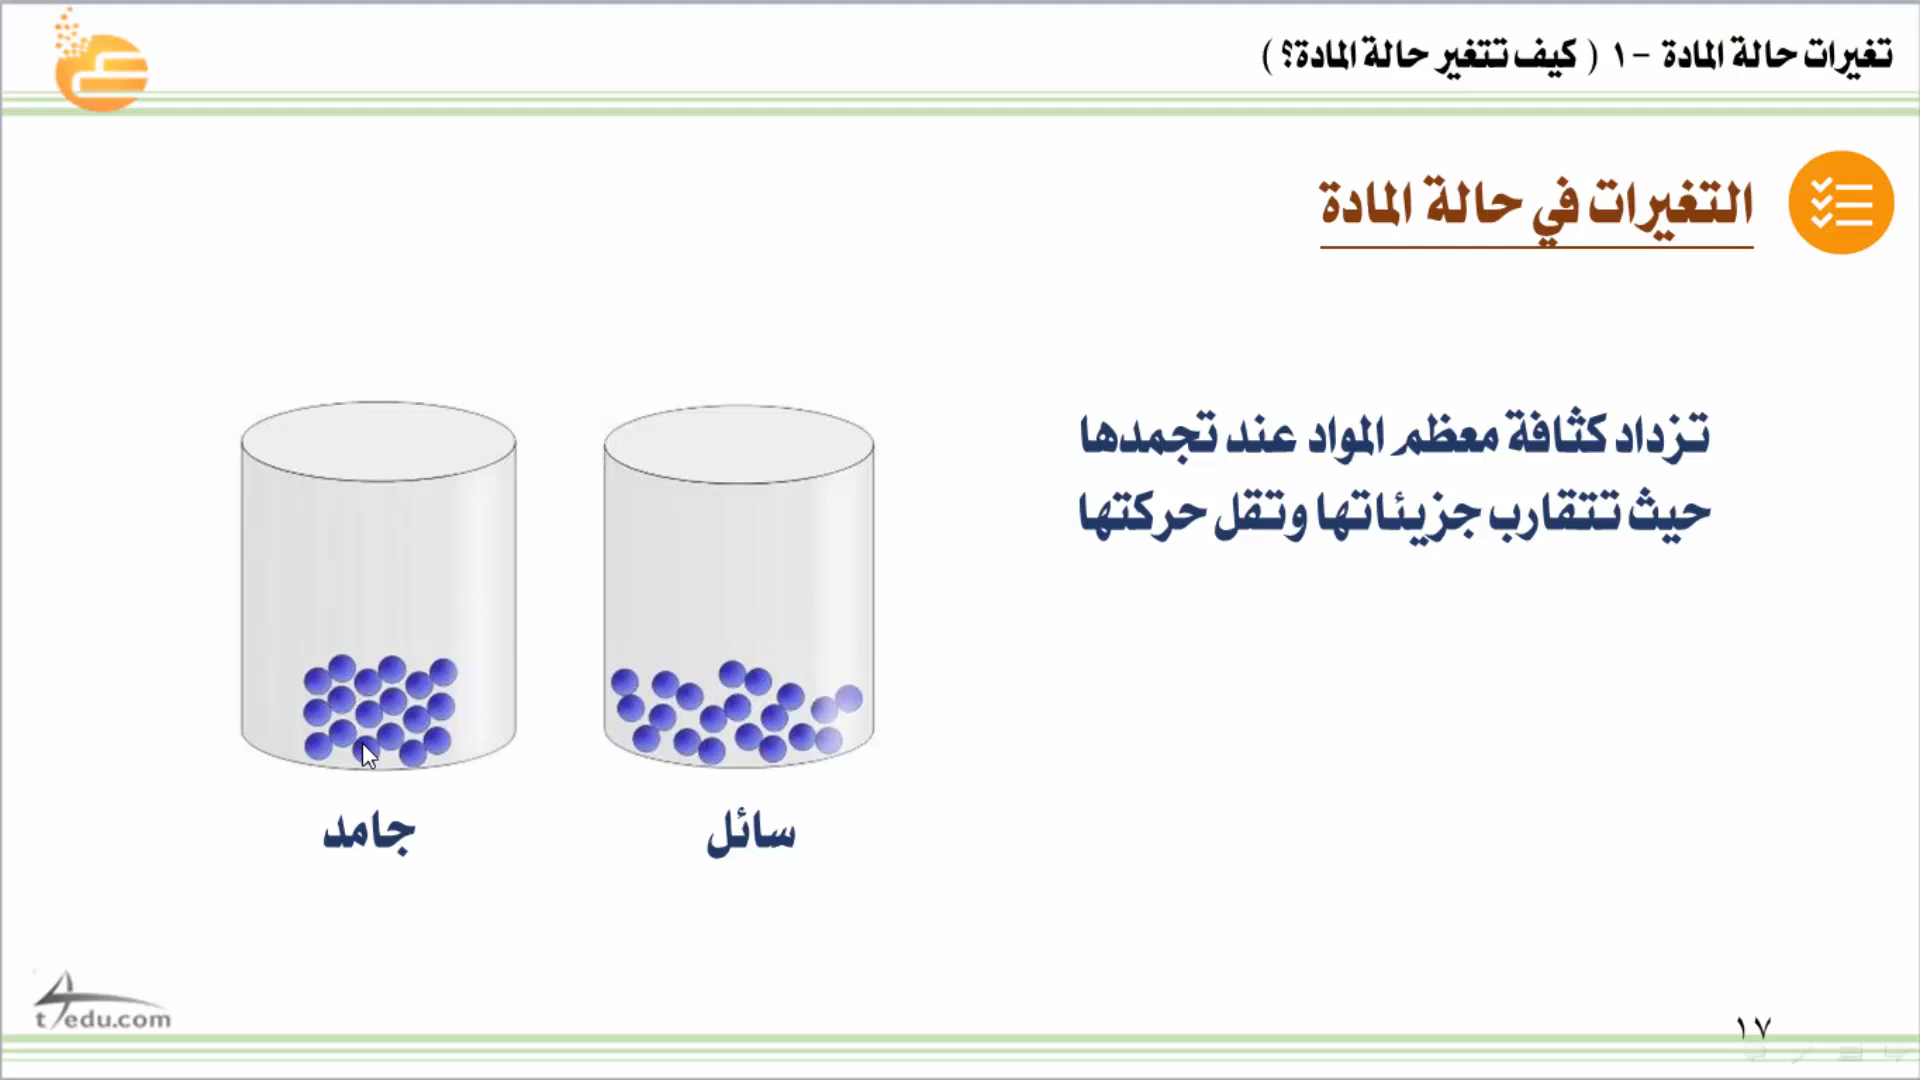 تغيرات حالة المادة - ١ ( كيف تتغير حالة المادة؟ )
التغيرات في حالة المادة
تزداد كثافة معظم المواد عند تجمدها
حيث تتقارب جزيئاتها وتقل حركتها
سائل
جامد
t4edu.com
١٧